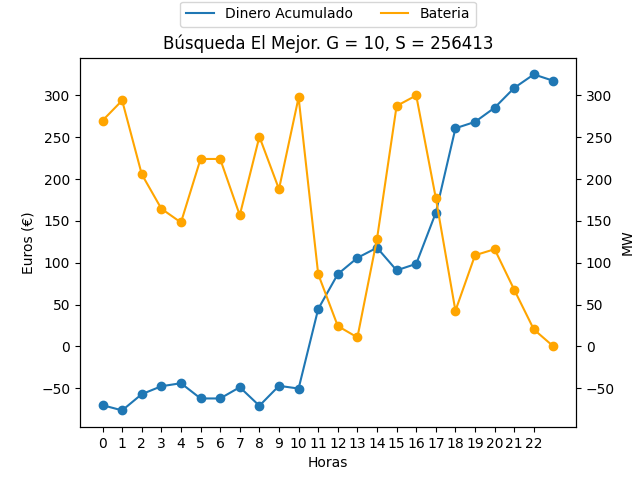 Dinero Acumulado Bateria
Búsqueda El Mejor. G = 10, S = 256413
300
250
200
150
100
50
0
−50
Euros (€)
300
250
200
150
100
50
0
−50
MW
0 1 2 3 4 5 6 7 8 9 10 11 12 13 14 15 16 17 18 19 20 21 22
Horas